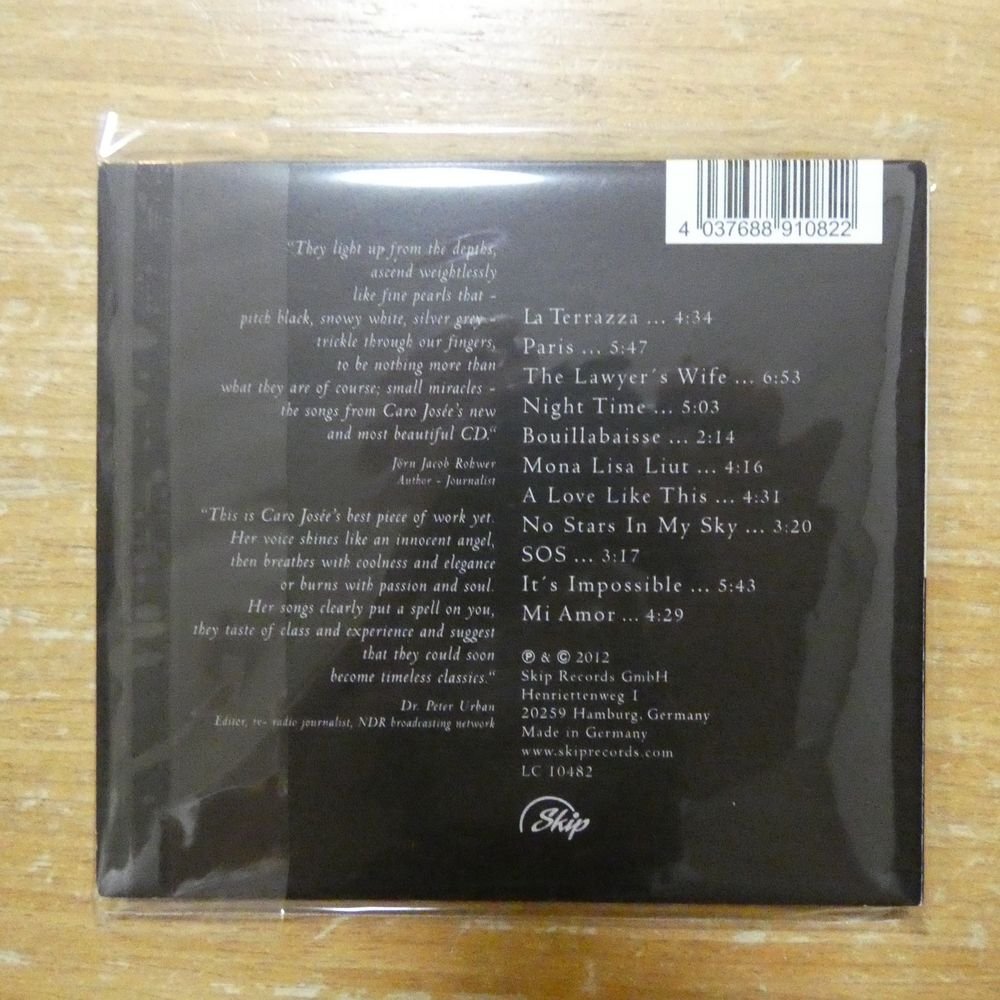 4 037688 910822
"They light up from the depths,
ascend weightlessly
like fine pearls that -
pitch black, snowy white, silver grey -
trickle through our fingers,
to be nothing more than
what they are of course; small miracles -
the songs from Caro Josée's new
and most beautiful CD."
Jörn Jacob Rohwer
Author - Journalist
"This is Caro Josée's best piece of work yet.
Her voice shines like an innocent angel,
then breathes with coolness and elegance
or burns with passion and soul.
Her songs clearly put a spell on you,
they taste of class and experience and suggest
that they could soon
become timeless classics."
Dr. Peter Urban
Editor, tv- radio journalist, NDR broadcasting network
La Terrazza ... 4:34
Paris ... 5:47
The Lawyer´s Wife ... 6:53
Night Time ... 5:03
Bouillabaisse ... 2:14
Mona Lisa Liut ... 4:16
A Love Like This ... 4:31
No Stars In My Sky ... 3:20
SOS ... 3:17
It´s Impossible ... 5:43
Mi Amor ... 4:29
℗ & © 2012
Skip Records GmbH
Henriettenweg 1
20259 Hamburg, Germany
Made in Germany
www.skiprecords.com
LC 10482
Skip